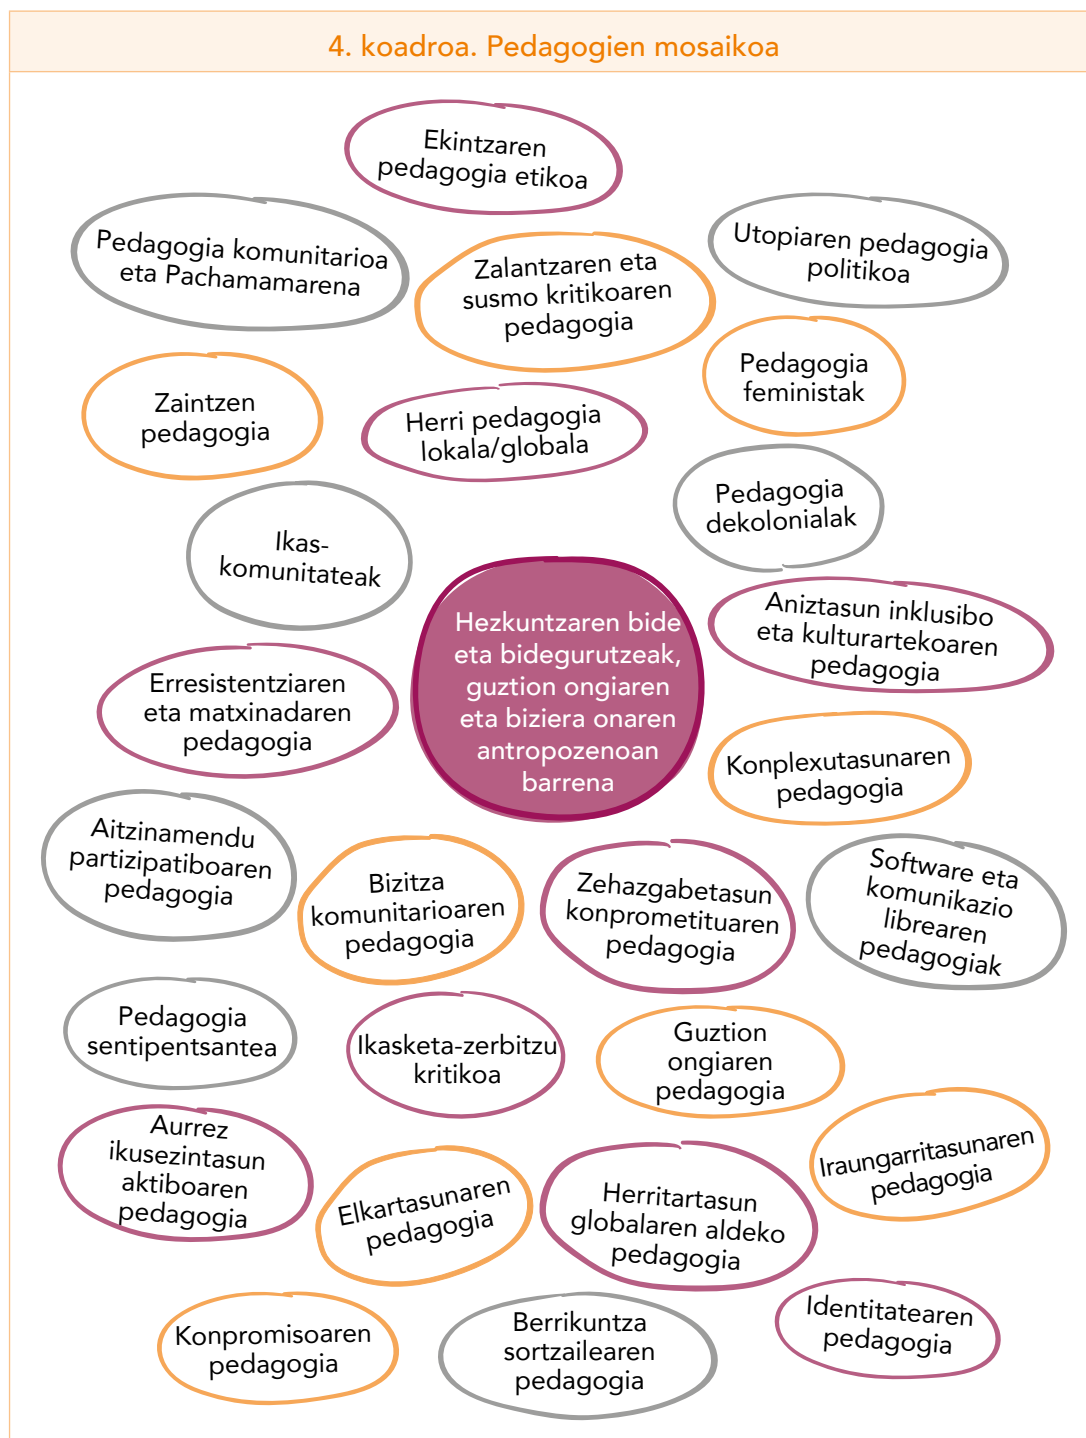 4. koadroa. Pedagogien mosaikoa
Ekintzaren
pedagogia etikoa
Pedagogia komunitarioa
eta Pachamamarena
Zalantzaren eta
susmo kritikoaren
pedagogia
Utopiaren pedagogia
politikoa
Zaintzen
pedagogia
Herri pedagogia
lokala/globala
Pedagogia
feministak
Ikas-
komunitateak
Pedagogia
dekolonialak
Hezkuntzaren bide
eta bidegurutzeak,
guztion ongiaren
eta biziera onaren
antropozenoan
barrena
Aniztasun inklusibo
eta kulturartekoaren
pedagogia
Erresistentziaren
eta matxinadaren
pedagogia
Konplexutasunaren
pedagogia
Aitzinamendu
partizipatiboaren
pedagogia
Bizitza
komunitarioaren
pedagogia
Zehazgabetasun
konprometituaren
pedagogia
Software eta
komunikazio
librearen
pedagogiak
Pedagogia
sentipentsantea
Ikasketa-zerbitzu
kritikoa
Guztion
ongiaren
pedagogia
Aurrez
ikusezintasun
aktiboaren
pedagogia
Elkartasunaren
pedagogia
Herritartasun
globalaren aldeko
pedagogia
Iraungarritasunaren
pedagogia
Konpromisoaren
pedagogia
Berrikuntza
sortzailearen
pedagogia
Identitatearen
pedagogia